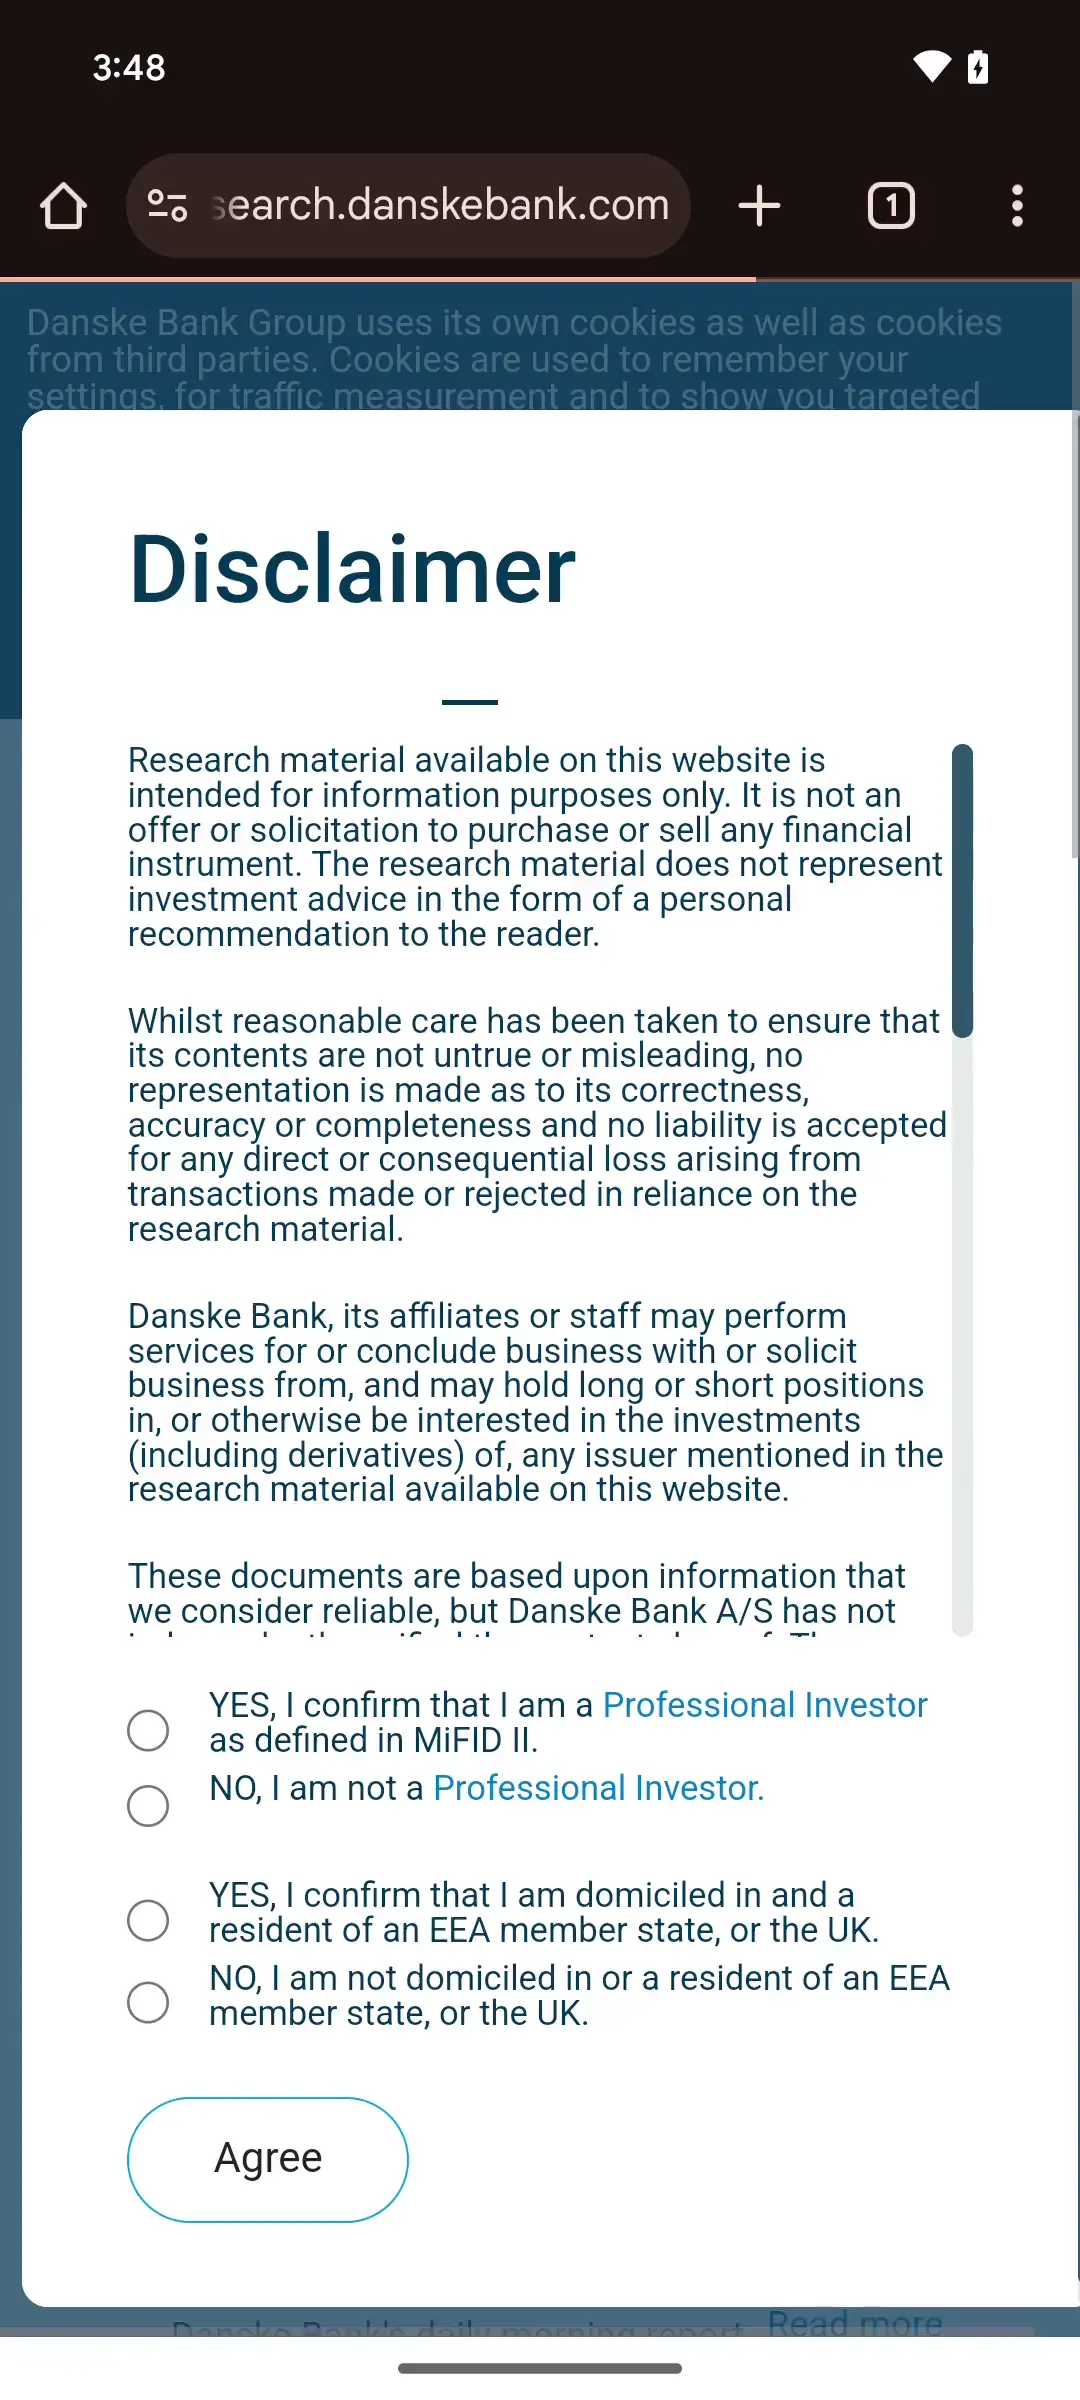 3:48
search.danskebank.com
1
Danske Bank Group uses its own cookies as well as cookies
from third parties. Cookies are used to remember your
settings, for traffic measurement and to show you targeted
Disclaimer
Research material available on this website is
intended for information purposes only. It is not an
offer or solicitation to purchase or sell any financial
instrument. The research material does not represent
investment advice in the form of a personal
recommendation to the reader.
Whilst reasonable care has been taken to ensure that
its contents are not untrue or misleading, no
representation is made as to its correctness,
accuracy or completeness and no liability is accepted
for any direct or consequential loss arising from
transactions made or rejected in reliance on the
research material.
Danske Bank, its affiliates or staff may perform
services for or conclude business with or solicit
business from, and may hold long or short positions
in, or otherwise be interested in the investments
(including derivatives) of, any issuer mentioned in the
research material available on this website.
These documents are based upon information that
we consider reliable, but Danske Bank A/S has not
YES, I confirm that I am a Professional Investor
as defined in MiFID II.
NO, I am not a Professional Investor.
YES, I confirm that I am domiciled in and a
resident of an EEA member state, or the UK.
NO, I am not domiciled in or a resident of an EEA
member state, or the UK.
Agree
Danske Bank's daily morning report Read more